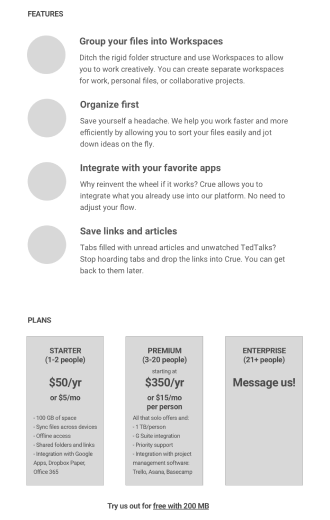 FEATURES
Group your files into Workspaces
Ditch the rigid folder structure and use Workspaces to allow
you to work creatively. You can create separate workspaces
for work, personal files, or collaborative projects.
Organize first
Save yourself a headache. We help you work faster and more
efficiently by allowing you to sort your files easily and jot
down ideas on the fly.
Integrate with your favorite apps
Why reinvent the wheel if it works? Crue allows you to
integrate what you already use into our platform. No need to
adjust your flow.
Save links and articles
Tabs filled with unread articles and unwatched TedTalks?
Stop hoarding tabs and drop the links into Crue. You can get
back to them later.
PLANS
STARTER
(1-2 people)
$50/yr
or $5/mo
- 100 GB of space
- Sync files across devices
- Offline access
- Shared folders and links
- Integration with Google
Apps, Dropbox Paper,
Office 365
PREMIUM
(3-20 people)
starting at
$350/yr
or $15/mo
per person
All that solo offers and:
- 1 TB/person
- G Suite integration
- Priority support
- Integration with project
management software:
Trello, Asana, Basecamp
ENTERPRISE
(21+ people)
Message us!
Try us out for free with 200 MB